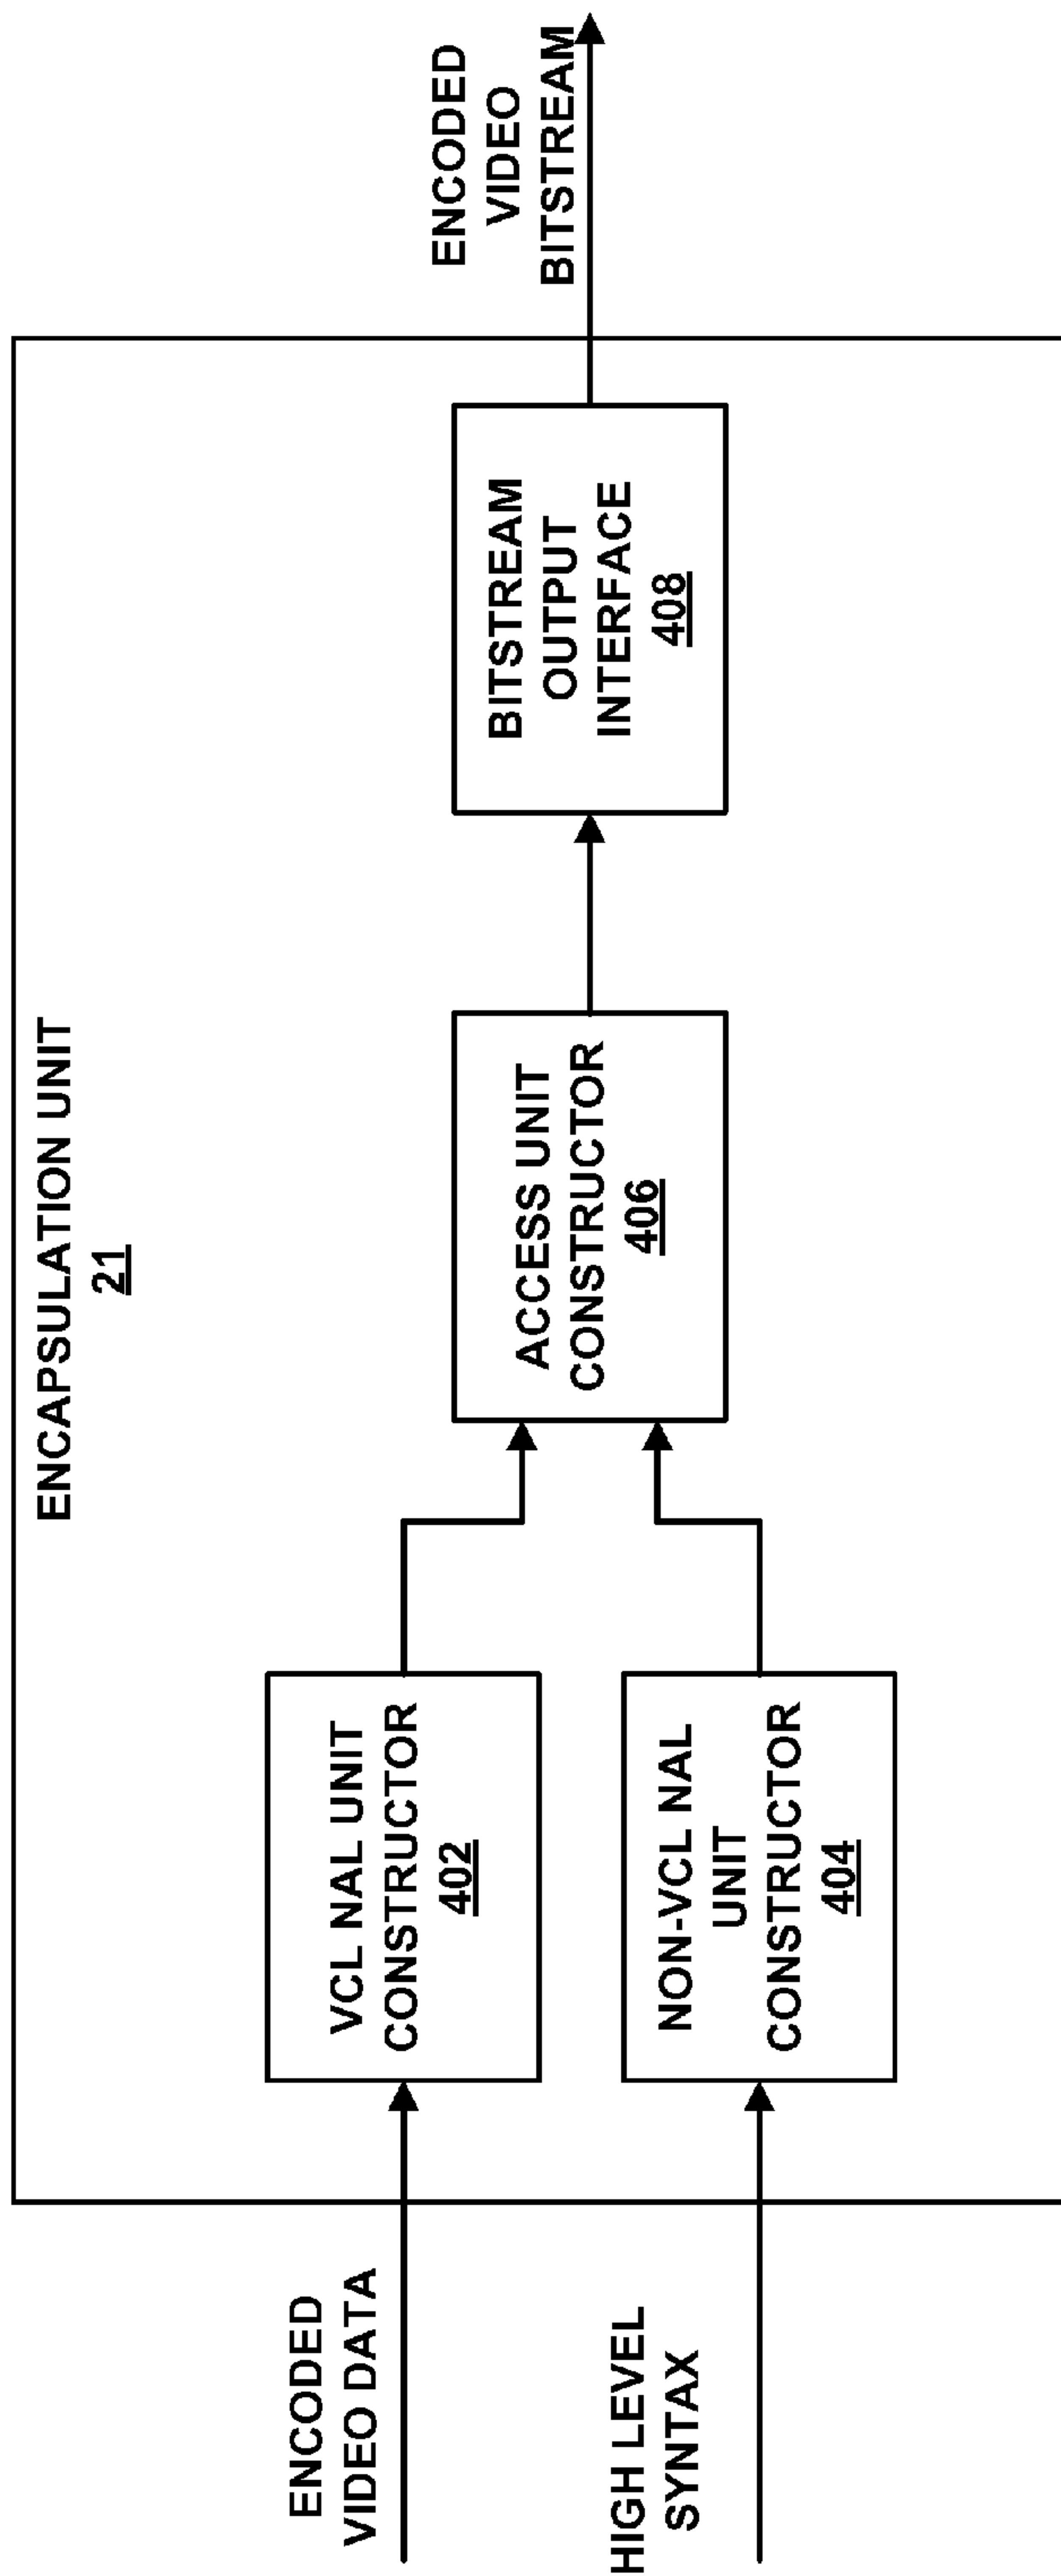 ENCAPSULATION UNIT
21
ENCODED
VIDEO DATA
HIGH LEVEL
SYNTAX
VCL NAL UNIT
CONSTRUCTOR
402
NON-VCL NAL
UNIT
CONSTRUCTOR
404
ACCESS UNIT
CONSTRUCTOR
406
BITSTREAM
OUTPUT
INTERFACE
408
ENCODED
VIDEO
BITSTREAM